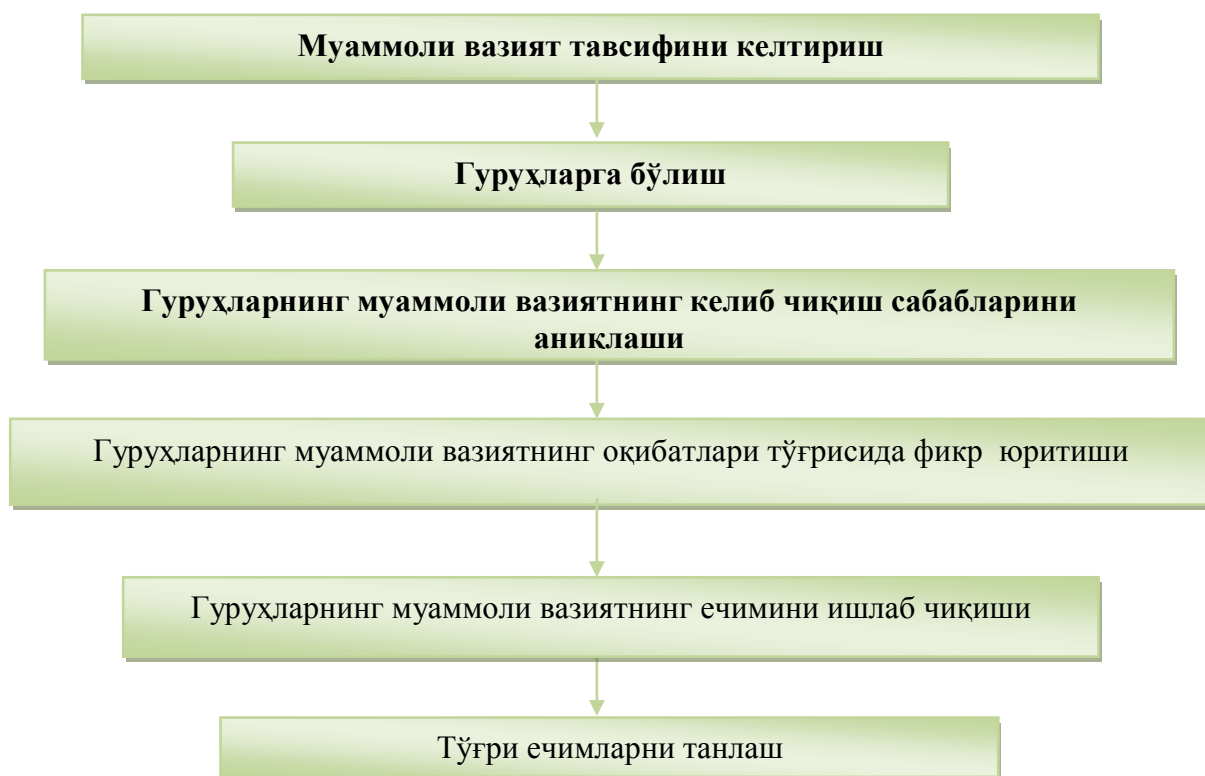 Муаммоли вазият тавсифини келтириш
Гуруҳларга бўлиш
Гуруҳларнинг муаммоли вазиятнинг келиб чиқиш сабабларини
аниқлаши
Гуруҳларнинг муаммоли вазиятнинг оқибатлари тўғрисида фикр юритиши
Гуруҳларнинг муаммоли вазиятнинг ечимини ишлаб чиқиши
Тўғри ечимларни танлаш